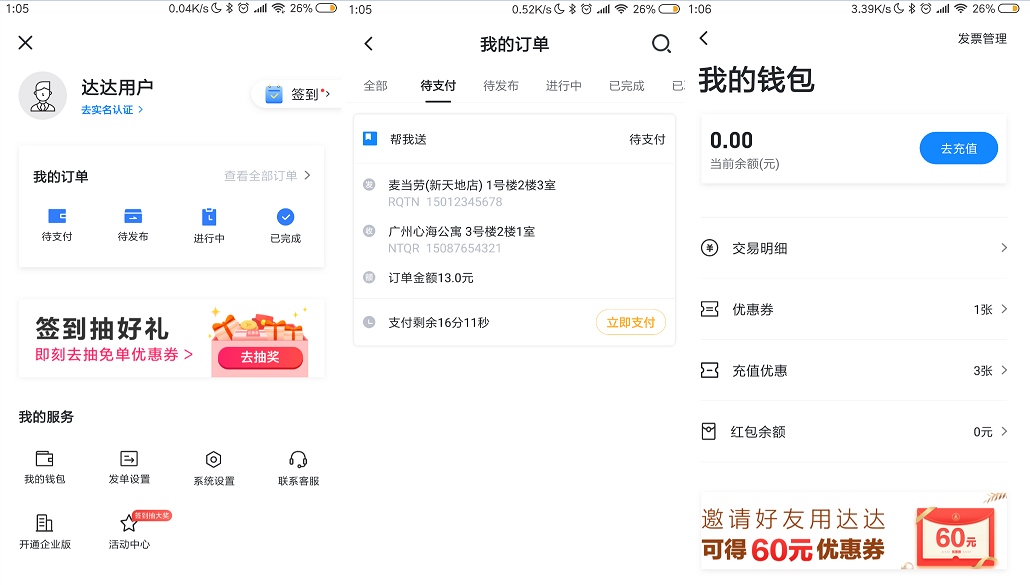 1:05
0.04K/s
26%
达达用户
去实名认证 >
签到 >
我的订单
查看全部订单 >
待支付
待发布
进行中
已完成
签到抽好礼
即刻去抽免单优惠券 >
去抽奖
我的服务
我的钱包
发单设置
系统设置
联系客服
签到抽大奖
开通企业版
活动中心
1:05
0.52K/s
26%
我的订单
全部
待支付
待发布
进行中
已完成
帮我送
待支付
发 麦当劳(新天地店) 1号楼2楼3室
RQTN 15012345678
收 广州心海公寓 3号楼2楼1室
NTQR 15087654321
订单金额13.0元
支付剩余16分11秒
立即支付
1:06
3.39K/s
26%
发票管理
我的钱包
0.00
当前余额(元)
去充值
交易明细 >
优惠券 1张 >
充值优惠 3张 >
红包余额 0元 >
邀请好友用达达
可得60元优惠券
60元